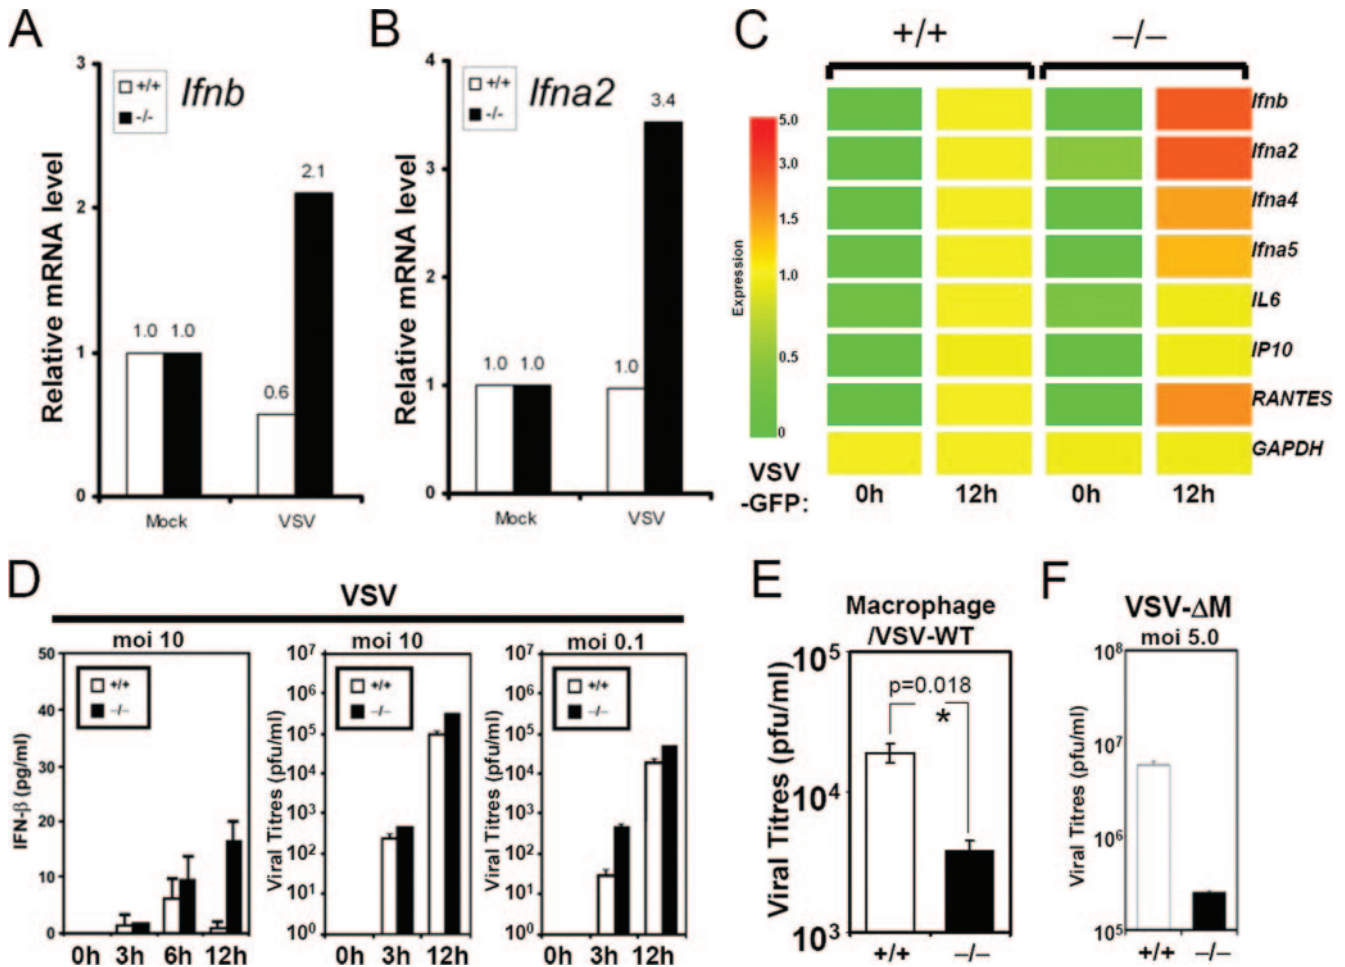 A
Ifnb
+/+
-/-
Relative mRNA level
3
2
1
0
1.0 1.0
0.6
2.1
Mock VSV
B
Ifna2
+/+
-/-
Relative mRNA level
4
3
2
1
0
1.0 1.0
1.0
3.4
Mock VSV
C
+/+ –/–
Expression
5.0
3.0
1.5
1.0
0.5
0
Ifnb
Ifna2
Ifna4
Ifna5
IL6
IP10
RANTES
GAPDH
VSV
-GFP: 0h 12h 0h 12h
D
VSV
moi 10
+/+
–/–
IFN-β (pg/ml)
50
40
30
20
10
0
0h 3h 6h 12h
moi 10
+/+
–/–
Viral Titres (pfu/ml)
10⁷
10⁶
10⁵
10⁴
10³
10²
10¹
10⁰
0h 3h 12h
moi 0.1
+/+
–/–
Viral Titres (pfu/ml)
10⁷
10⁶
10⁵
10⁴
10³
10²
10¹
10⁰
0h 3h 12h
E
Macrophage
/VSV-WT
Viral Titres (pfu/ml)
10⁵
10⁴
10³
p=0.018
*
+/+ –/–
F
VSV-ΔM
moi 5.0
Viral Titres (pfu/ml)
10⁸
10⁷
10⁶
10⁵
+/+ –/–